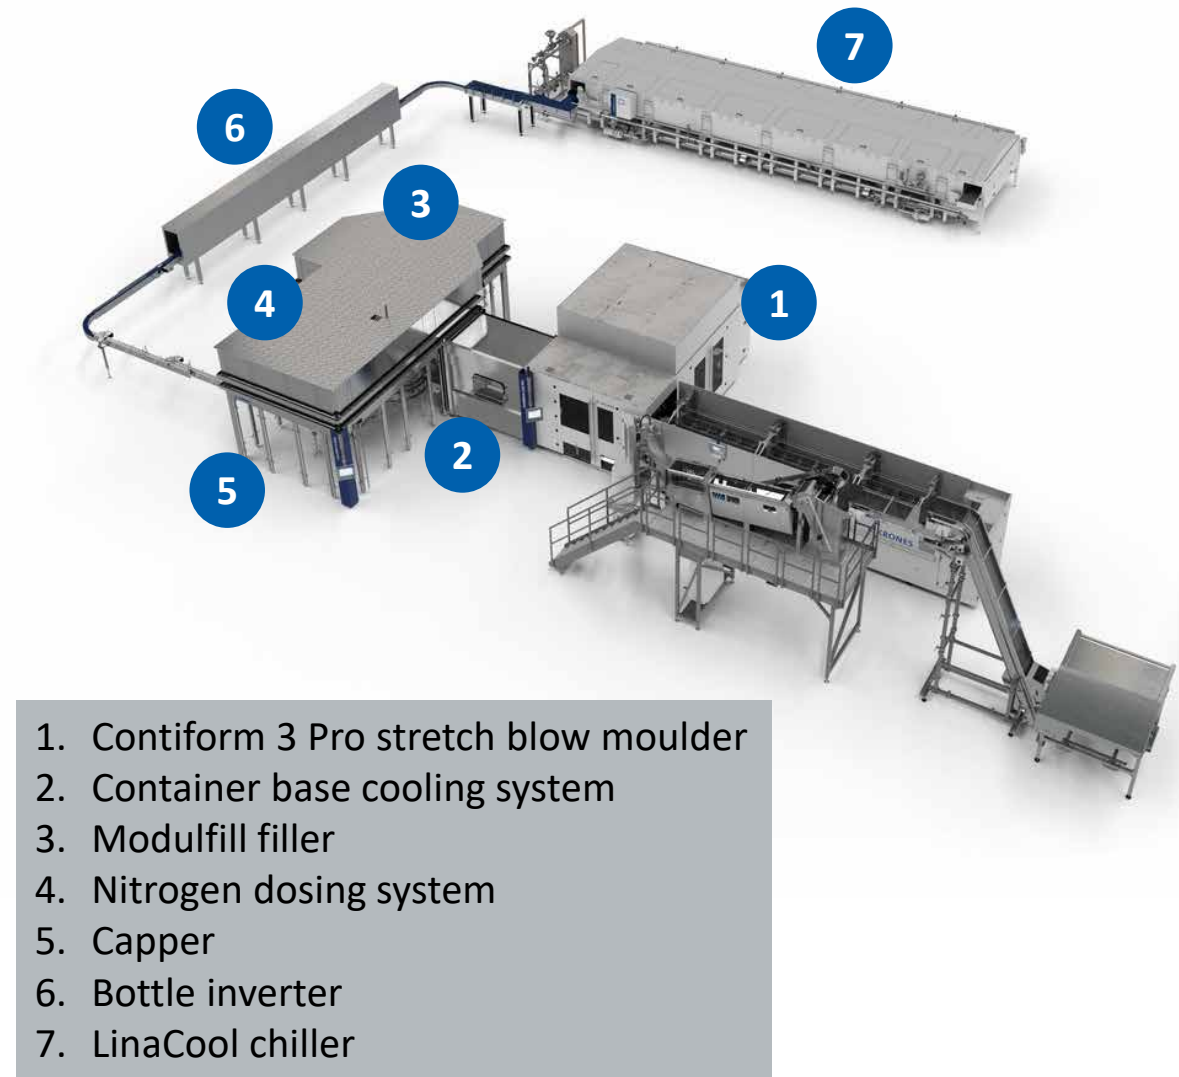 7
6
3
4
1
2
5
KRONES
1. Contiform 3 Pro stretch blow moulder
2. Container base cooling system
3. Modulfill filler
4. Nitrogen dosing system
5. Capper
6. Bottle inverter
7. LinaCool chiller